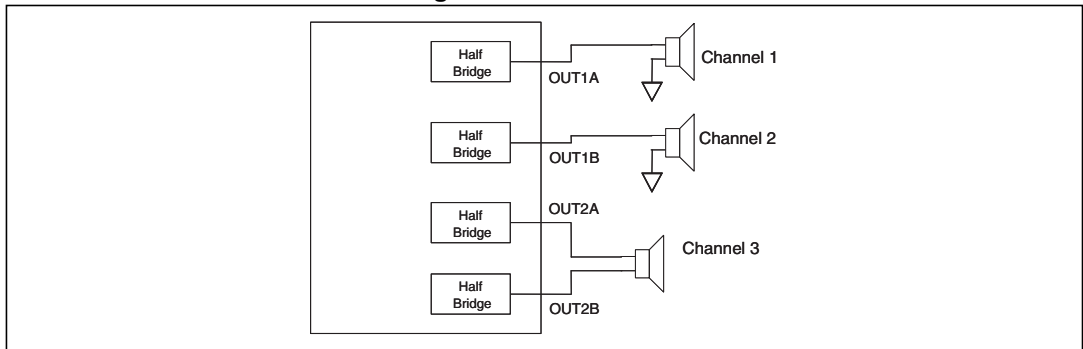 Half
Bridge
OUT1A
Channel 1
Half
Bridge
OUT1B
Channel 2
Half
Bridge
OUT2A
Channel 3
Half
Bridge
OUT2B